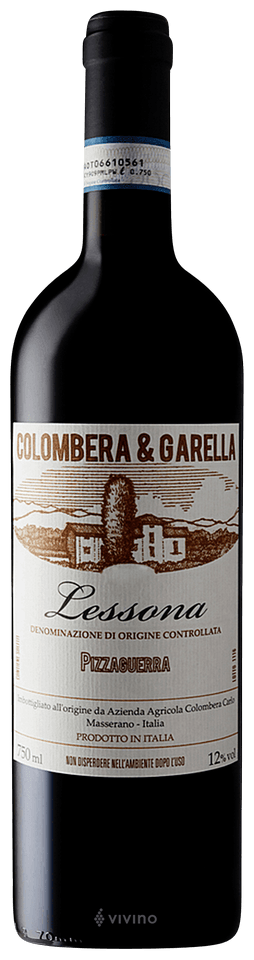 COLOMBERA & GARELLA
Lessona
DENOMINAZIONE DI ORIGINE CONTROLLATA
PIZZAGUERRA
Imbottigliato all'origine da Azienda Agricola Colombera Carlo
Masserano - Italia
PRODOTTO IN ITALIA
750 ml
12% vol
NON DISPERDERE NELL'AMBIENTE DOPO L'USO
vivino